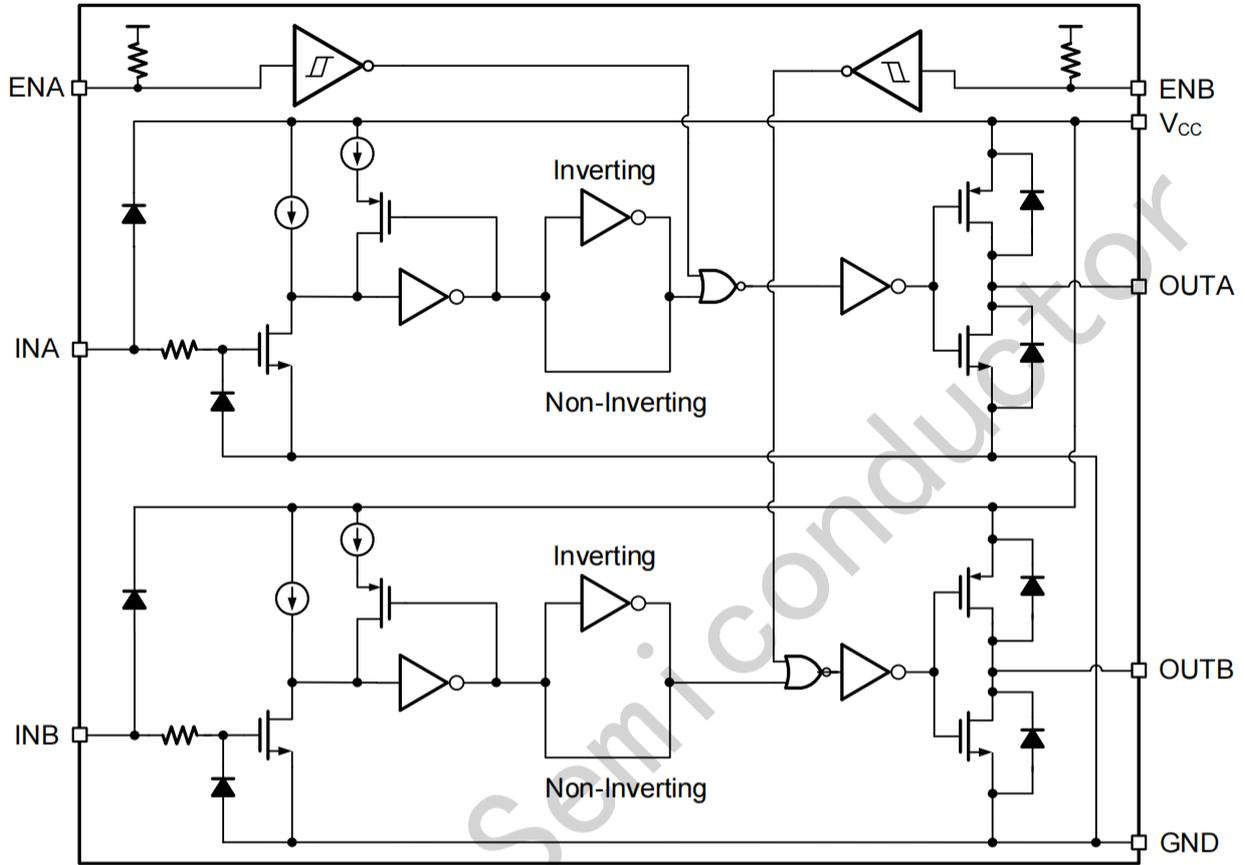 ENA
ENB
VCC
Inverting
OUTA
INA
Non-Inverting
Inverting
OUTB
INB
Non-Inverting
GND
Semiconductor